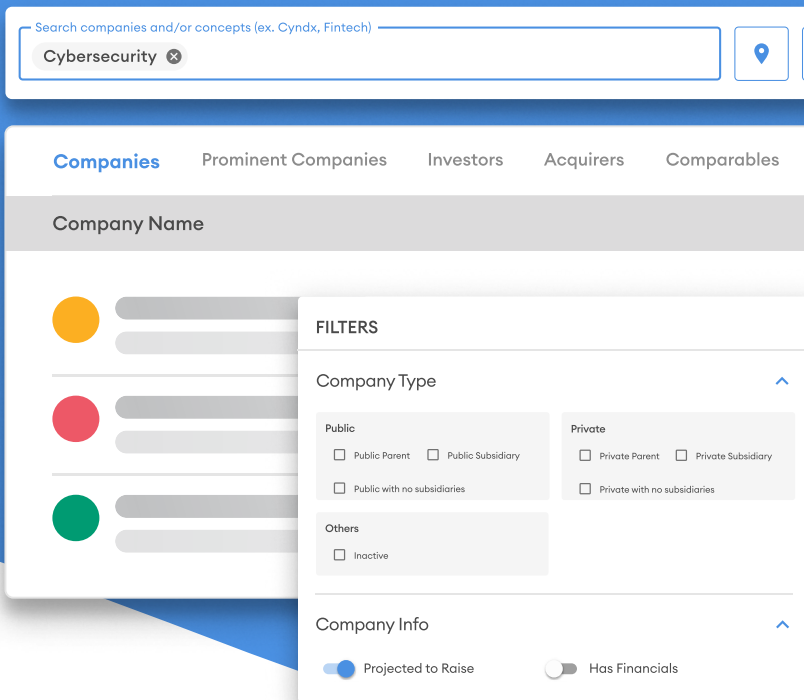 Search companies and/or concepts (ex. Cyndx, Fintech)
Cybersecurity
Companies Prominent Companies Investors Acquirers Comparables
Company Name
FILTERS
Company Type
Public
Public Parent Public Subsidiary
Public with no subsidiaries
Private
Private Parent Private Subsidiary
Private with no subsidiaries
Others
Inactive
Company Info
Projected to Raise Has Financials